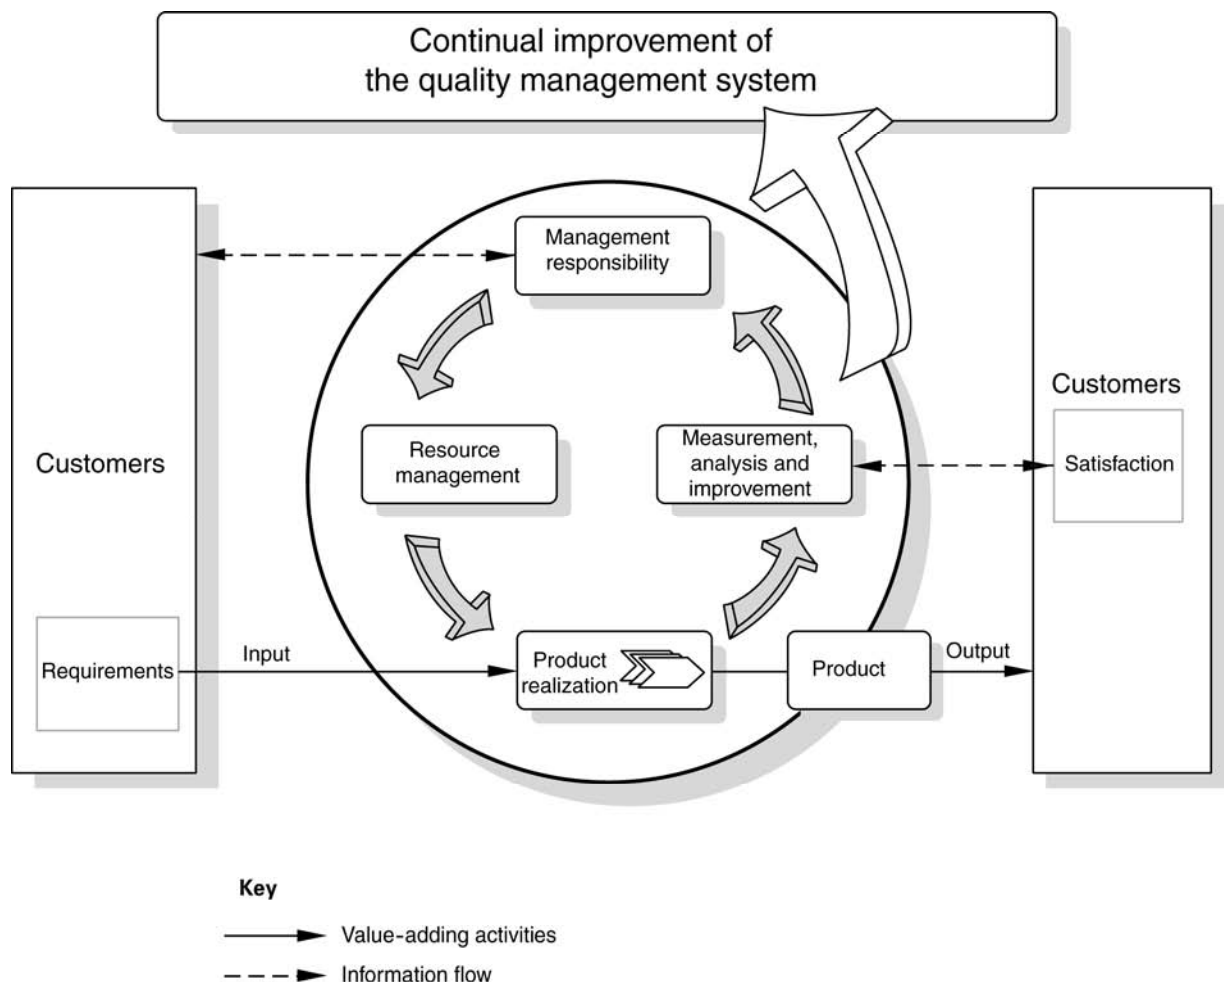 Continual improvement of
the quality management system
Management
responsibility
Customers
Resource
management
Measurement,
analysis and
improvement
Customers
Satisfaction
Requirements
Input
Product
realization
Product
Output
Key
Value-adding activities
Information flow